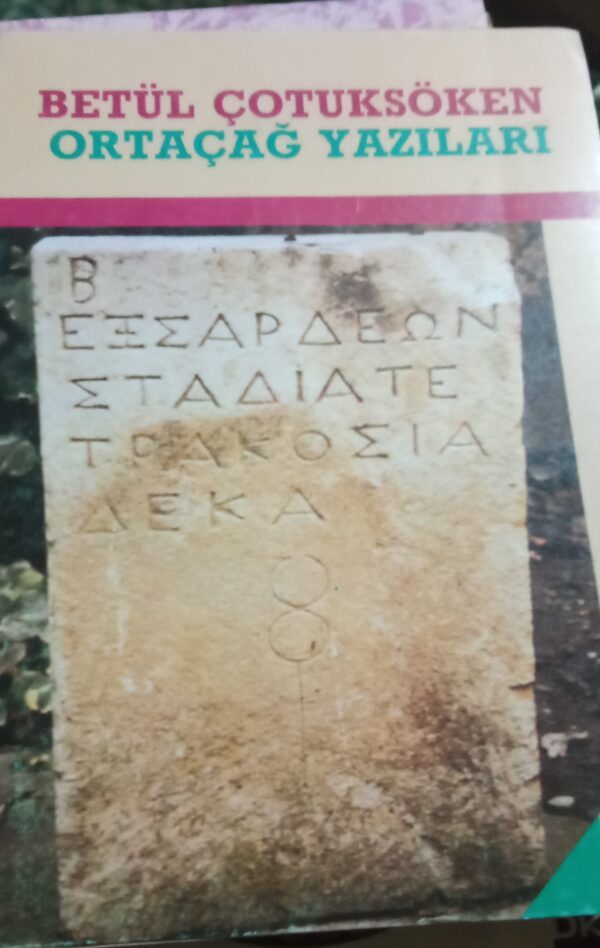 BETÜL ÇOTUKSÖKEN
ORTAÇAĞ YAZILARI
Β
ΕΞΣΑΡΔΕΩΝ
ΣΤΑΔΙΑΤΕ
ΤΡΑΚΟΣΙΑ
ΔΕΚΑ